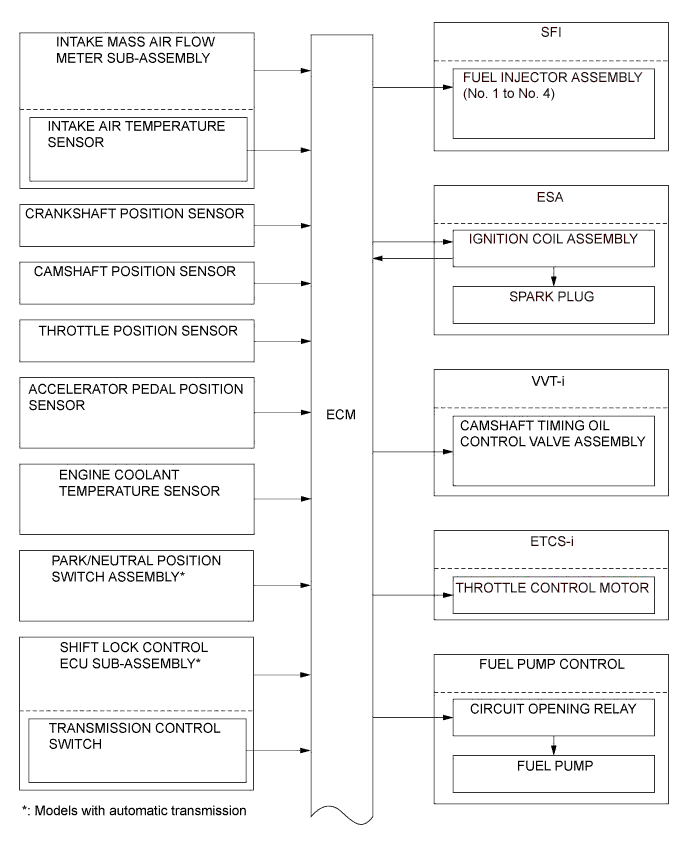 INTAKE MASS AIR FLOW
METER SUB-ASSEMBLY
INTAKE AIR TEMPERATURE
SENSOR
CRANKSHAFT POSITION SENSOR
CAMSHAFT POSITION SENSOR
THROTTLE POSITION SENSOR
ACCELERATOR PEDAL POSITION
SENSOR
ENGINE COOLANT
TEMPERATURE SENSOR
PARK/NEUTRAL POSITION
SWITCH ASSEMBLY*
SHIFT LOCK CONTROL
ECU SUB-ASSEMBLY*
TRANSMISSION CONTROL
SWITCH
*: Models with automatic transmission
ECM
SFI
FUEL INJECTOR ASSEMBLY
(No. 1 to No. 4)
ESA
IGNITION COIL ASSEMBLY
SPARK PLUG
VVT-i
CAMSHAFT TIMING OIL
CONTROL VALVE ASSEMBLY
ETCS-i
THROTTLE CONTROL MOTOR
FUEL PUMP CONTROL
CIRCUIT OPENING RELAY
FUEL PUMP